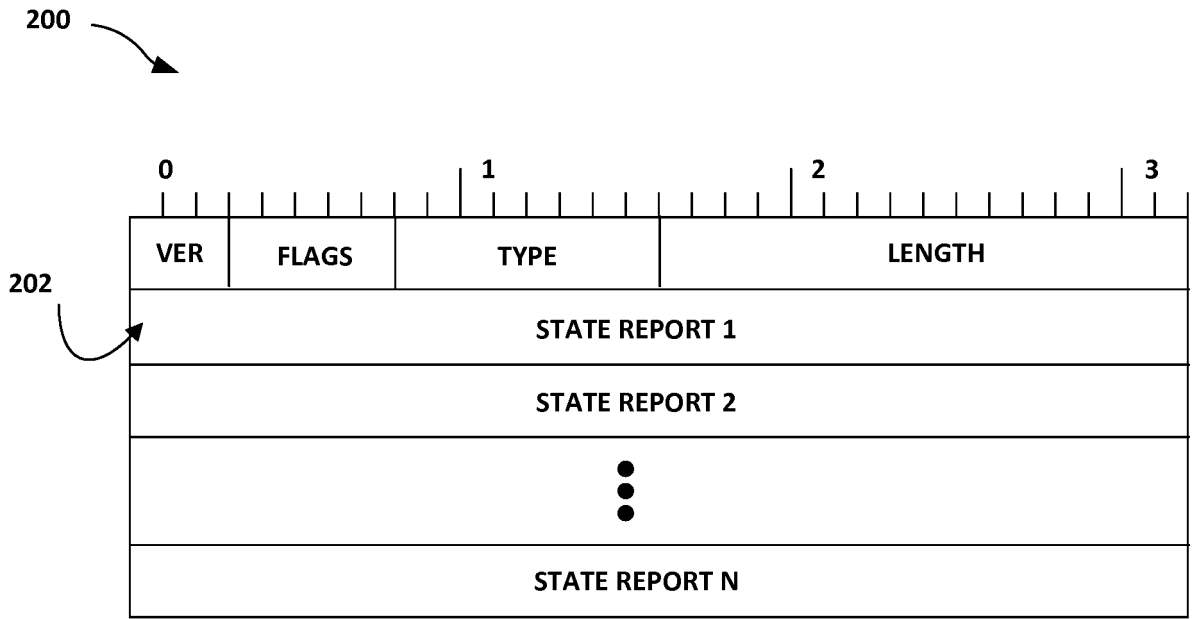 200
0 1 2 3
VER FLAGS TYPE LENGTH
202
STATE REPORT 1
STATE REPORT 2
STATE REPORT N